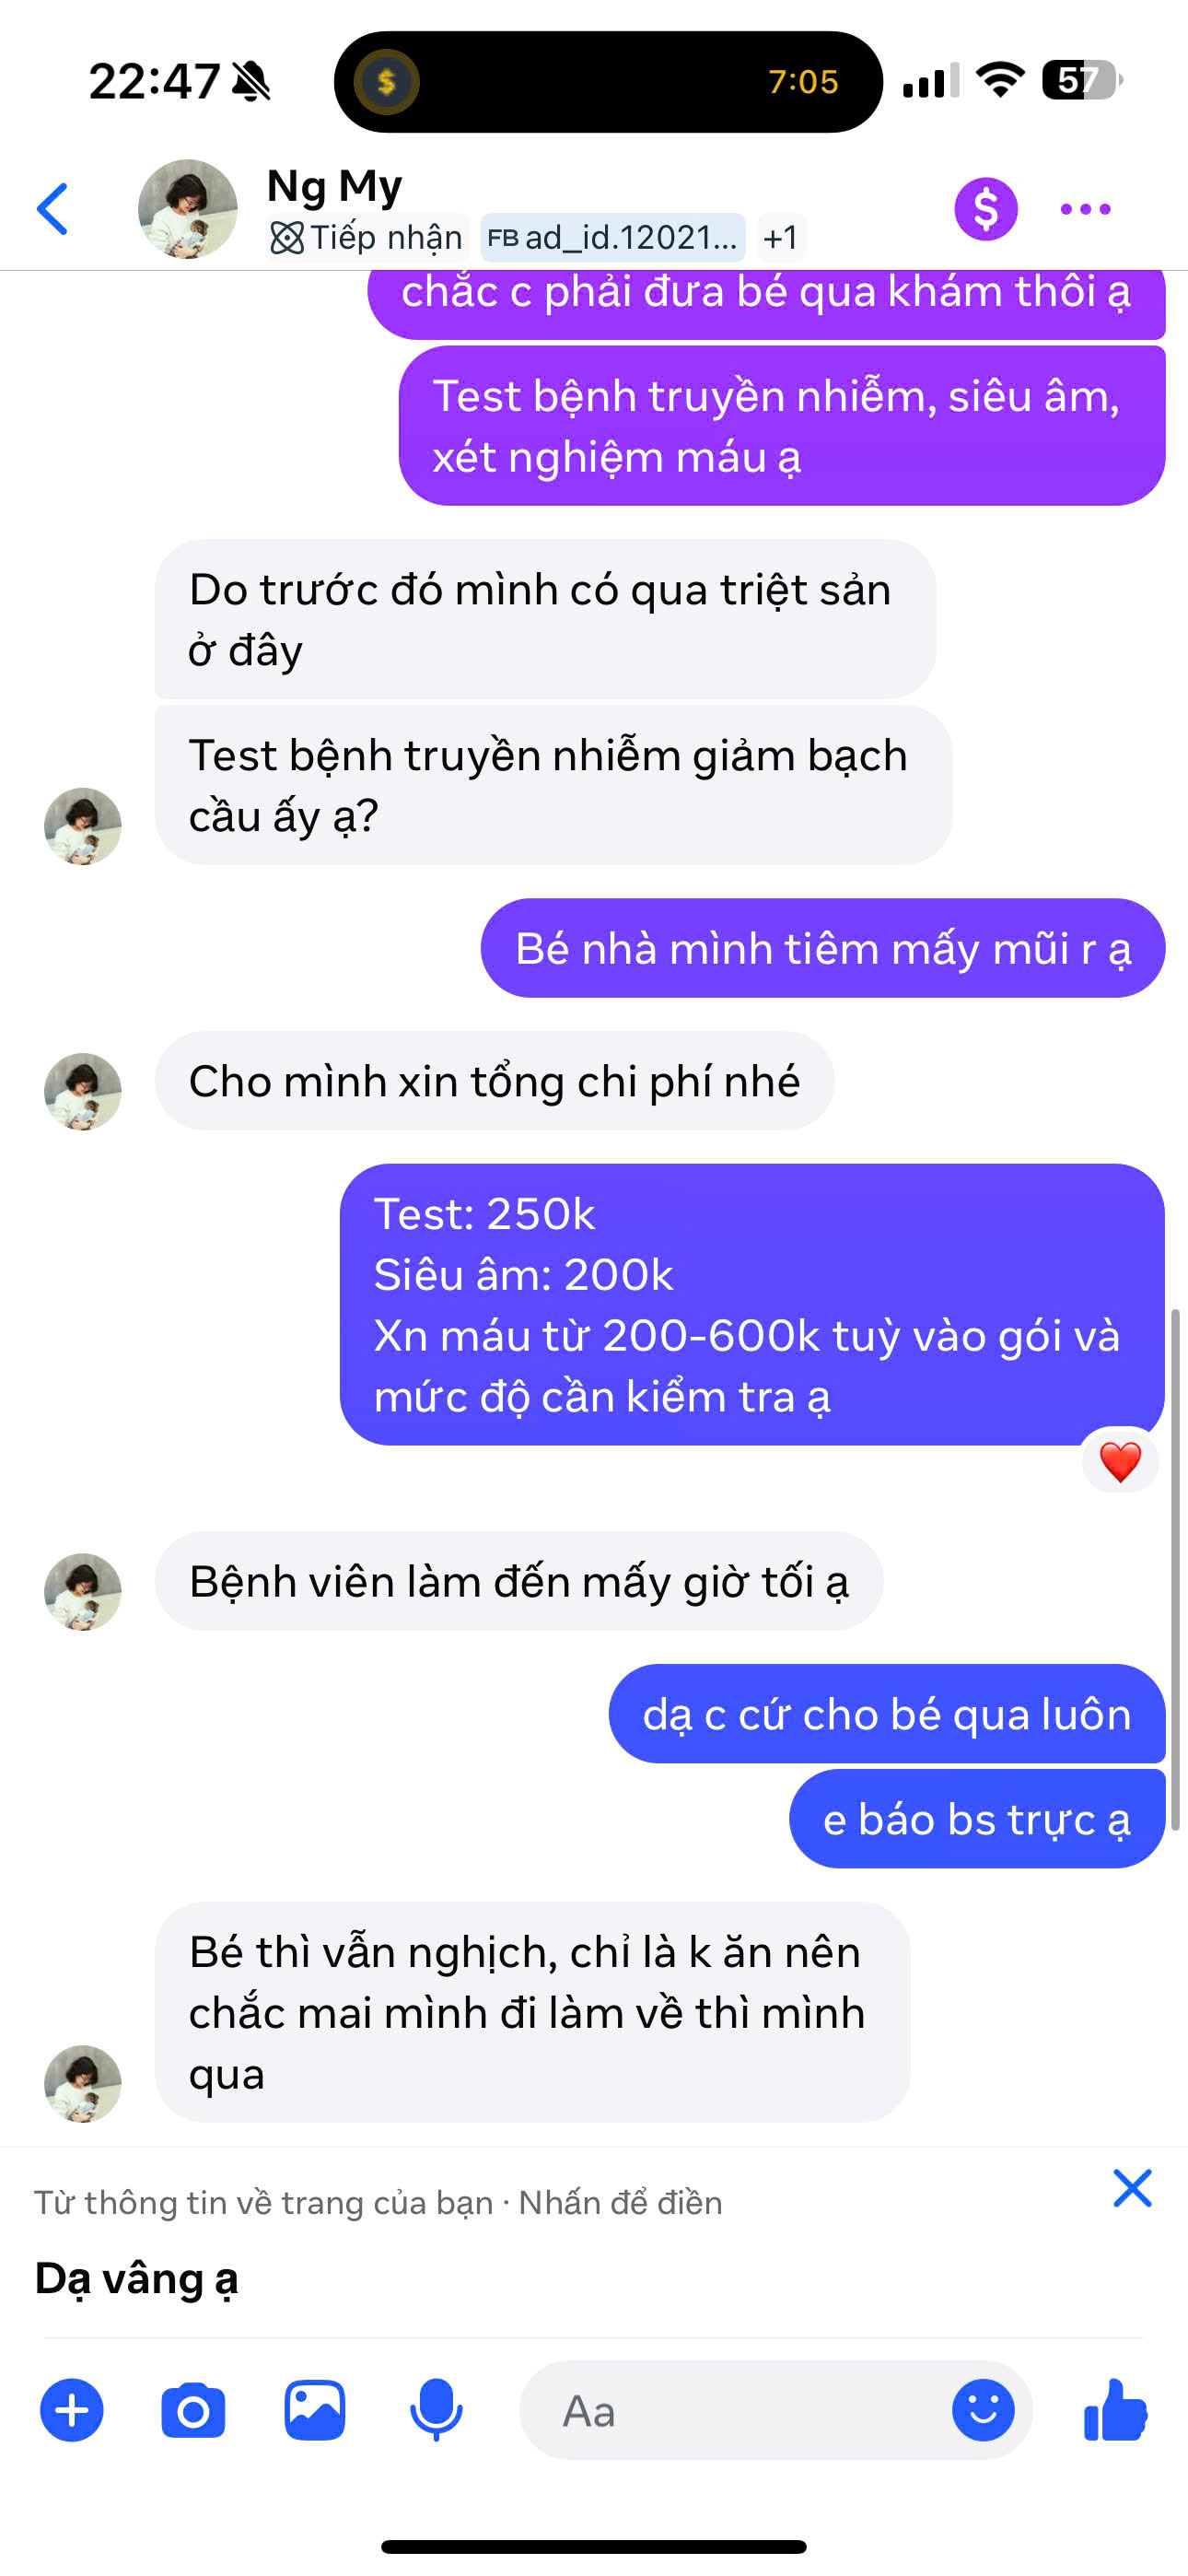 22:47
$
7:05
57
Ng My
$
Tiếp nhận
FB ad_id.12021...
+1
chắc c phải đưa bé qua khám thôi ạ
Test bệnh truyền nhiễm, siêu âm,
xét nghiệm máu ạ
Do trước đó mình có qua triệt sản
ở đây
Test bệnh truyền nhiễm giảm bạch
cầu ấy ạ?
Bé nhà mình tiêm mấy mũi r ạ
Cho mình xin tổng chi phí nhé
Test: 250k
Siêu âm: 200k
Xn máu từ 200-600k tuỳ vào gói và
mức độ cần kiểm tra ạ
Bệnh viên làm đến mấy giờ tối ạ
dạ c cứ cho bé qua luôn
e báo bs trực ạ
Bé thì vẫn nghịch, chỉ là k ăn nên
chắc mai mình đi làm về thì mình
qua
Từ thông tin về trang của bạn · Nhấn để điền
Dạ vâng ạ
Aa